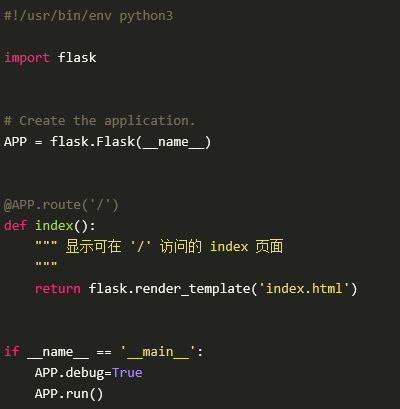 #!/usr/bin/env python3
import flask
# Create the application.
APP = flask.Flask(__name__)
@APP.route('/')
def index():
    """ 显示可在 '/' 访问的 index 页面
    """
    return flask.render_template('index.html')
if __name__ == '__main__':
    APP.debug=True
    APP.run()